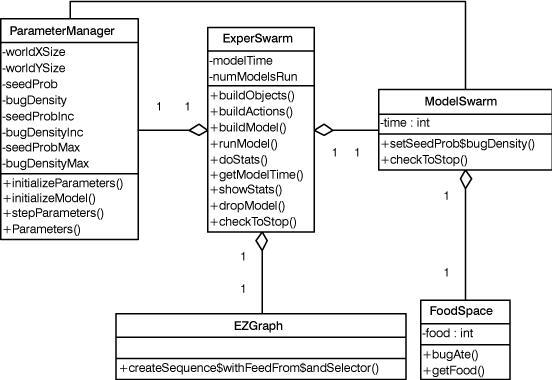 ParameterManager
-worldXSize
-worldYSize
-seedProb
-bugDensity
-seedProbInc
-bugDensityInc
-seedProbMax
-bugDensityMax
+initializeParameters()
+initializeModel()
+stepParameters()
+Parameters()
1
1
ExperSwarm
-modelTime
-numModelsRun
+buildObjects()
+buildActions()
+buildModel()
+runModel()
+doStats()
+getModelTime()
+showStats()
+dropModel()
+checkToStop()
1
1
ModelSwarm
-time : int
+setSeedProb$bugDensity()
+checkToStop()
1
1
1
1
EZGraph
+createSequence$withFeedFrom$andSelector()
FoodSpace
-food : int
+bugAte()
+getFood()